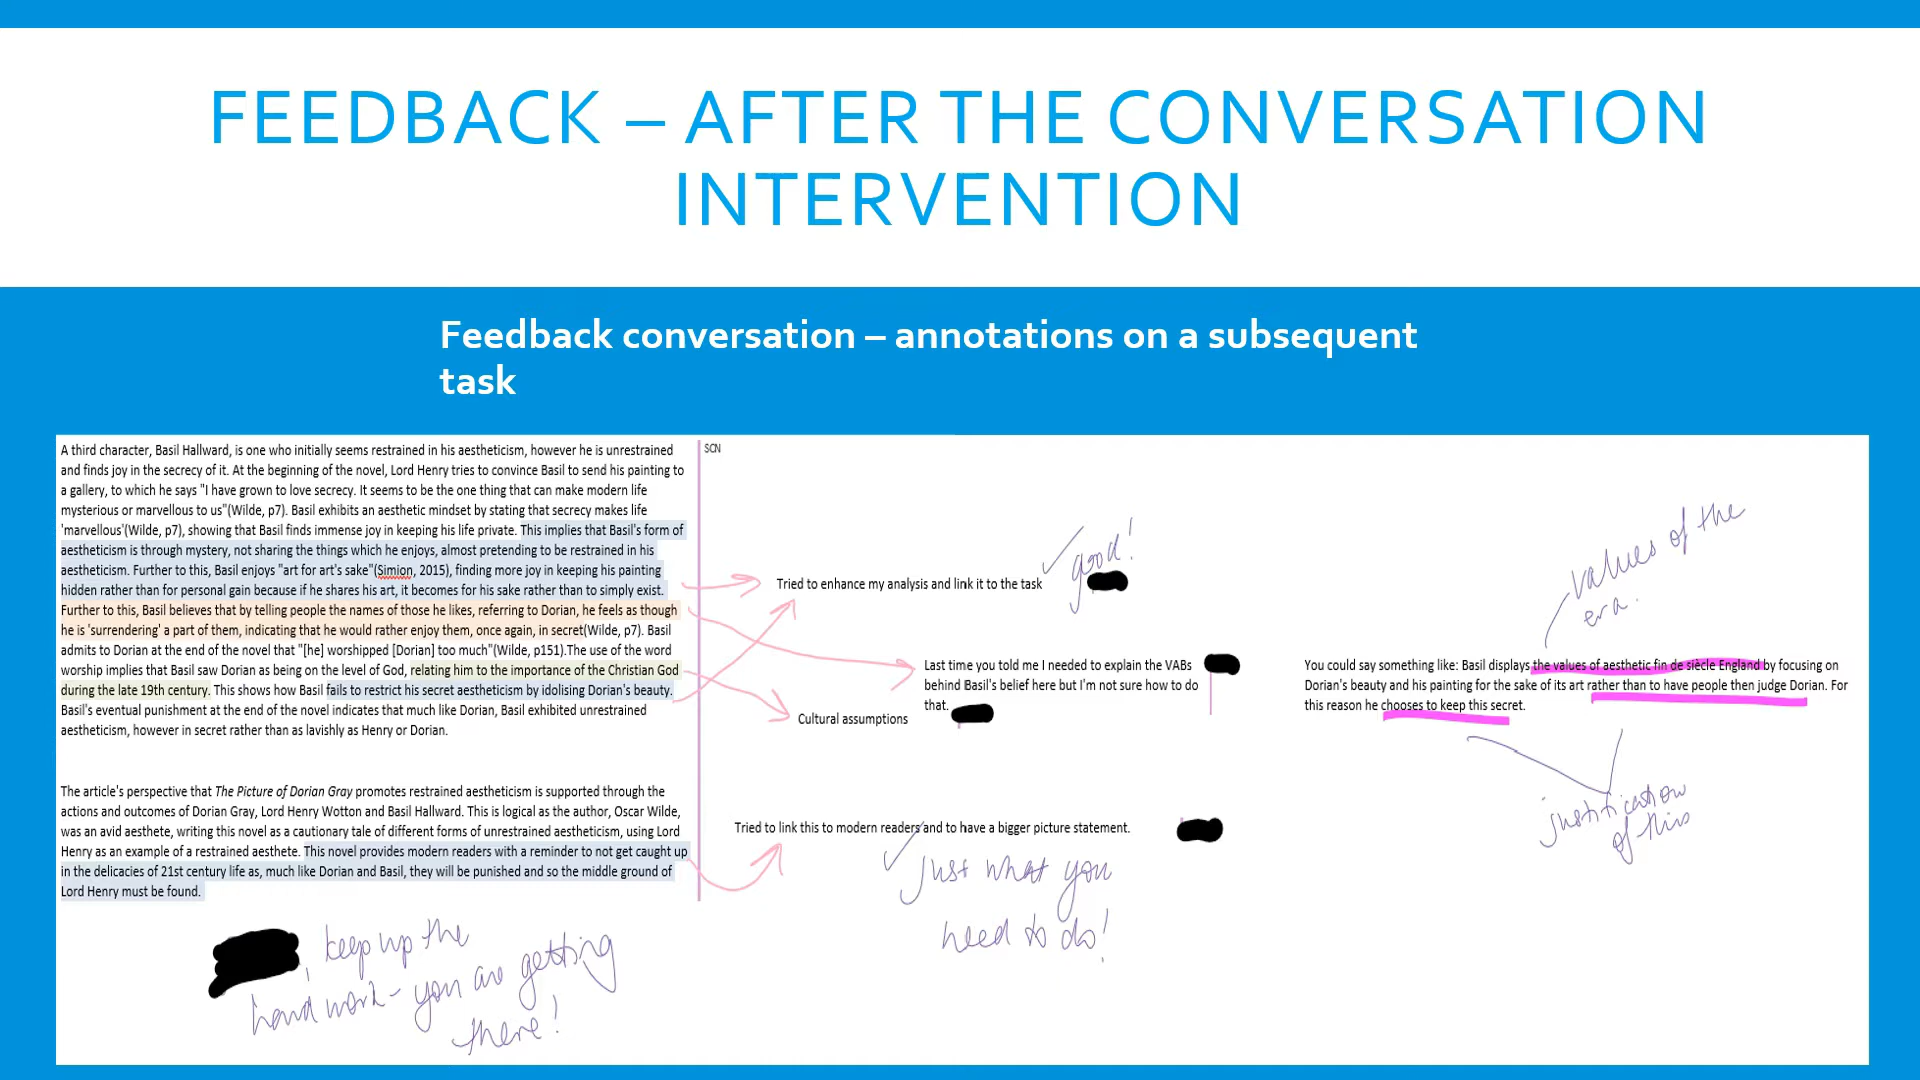 FEEDBACK – AFTER THE CONVERSATION
INTERVENTION
Feedback conversation – annotations on a subsequent
task
A third character, Basil Hallward, is one who initially seems restrained in his aestheticism, however he is unrestrained
and finds joy in the secrecy of it. At the beginning of the novel, Lord Henry tries to convince Basil to send his painting to
a gallery, to which he says "I have grown to love secrecy. It seems to be the one thing that can make modern life
mysterious or marvellous to us"(Wilde, p7). Basil exhibits an aesthetic mindset by stating that secrecy makes life
'marvellous'(Wilde, p7), showing that Basil finds immense joy in keeping his life private. This implies that Basil's form of
aestheticism is through mystery, not sharing the things which he enjoys, almost pretending to be restrained in his
aestheticism. Further to this, Basil enjoys "art for art's sake"(Simion, 2015), finding more joy in keeping his painting
hidden rather than for personal gain because if he shares his art, it becomes for his sake rather than to simply exist.
Further to this, Basil believes that by telling people the names of those he likes, referring to Dorian, he feels as though
he is 'surrendering' a part of them, indicating that he would rather enjoy them, once again, in secret(Wilde, p7). Basil
admits to Dorian at the end of the novel that "[he] worshipped [Dorian] too much"(Wilde, p151).The use of the word
worship implies that Basil saw Dorian as being on the level of God, relating him to the importance of the Christian God
during the late 19th century. This shows how Basil fails to restrict his secret aestheticism by idolising Dorian's beauty.
Basil's eventual punishment at the end of the novel indicates that much like Dorian, Basil exhibited unrestrained
aestheticism, however in secret rather than as lavishly as Henry or Dorian.
The article's perspective that The Picture of Dorian Gray promotes restrained aestheticism is supported through the
actions and outcomes of Dorian Gray, Lord Henry Wotton and Basil Hallward. This is logical as the author, Oscar Wilde,
was an avid aesthete, writing this novel as a cautionary tale of different forms of unrestrained aestheticism, using Lord
Henry as an example of a restrained aesthete. This novel provides modern readers with a reminder to not get caught up
in the delicacies of 21st century life as, much like Dorian and Basil, they will be punished and so the middle ground of
Lord Henry must be found.
, keep up the
hard work - you are getting
there!
SCN
Tried to enhance my analysis and link it to the task
good!
Last time you told me I needed to explain the VABs
behind Basil's belief here but I'm not sure how to do
that.
Cultural assumptions
Tried to link this to modern readers and to have a bigger picture statement.
Just what you
need to do!
values of the
era.
You could say something like: Basil displays the values of aesthetic fin de siècle England by focusing on
Dorian's beauty and his painting for the sake of its art rather than to have people then judge Dorian. For
this reason he chooses to keep this secret.
justification
of this